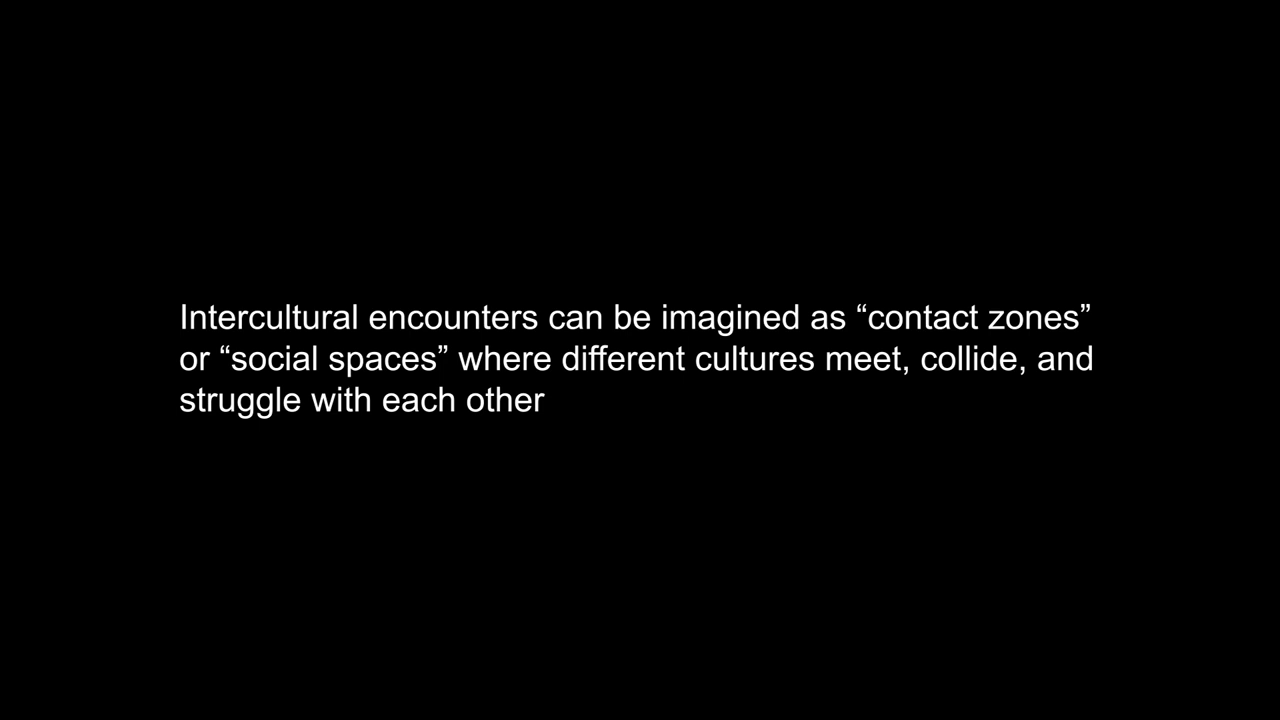 Intercultural encounters can be imagined as “contact zones”
or “social spaces” where different cultures meet, collide, and
struggle with each other